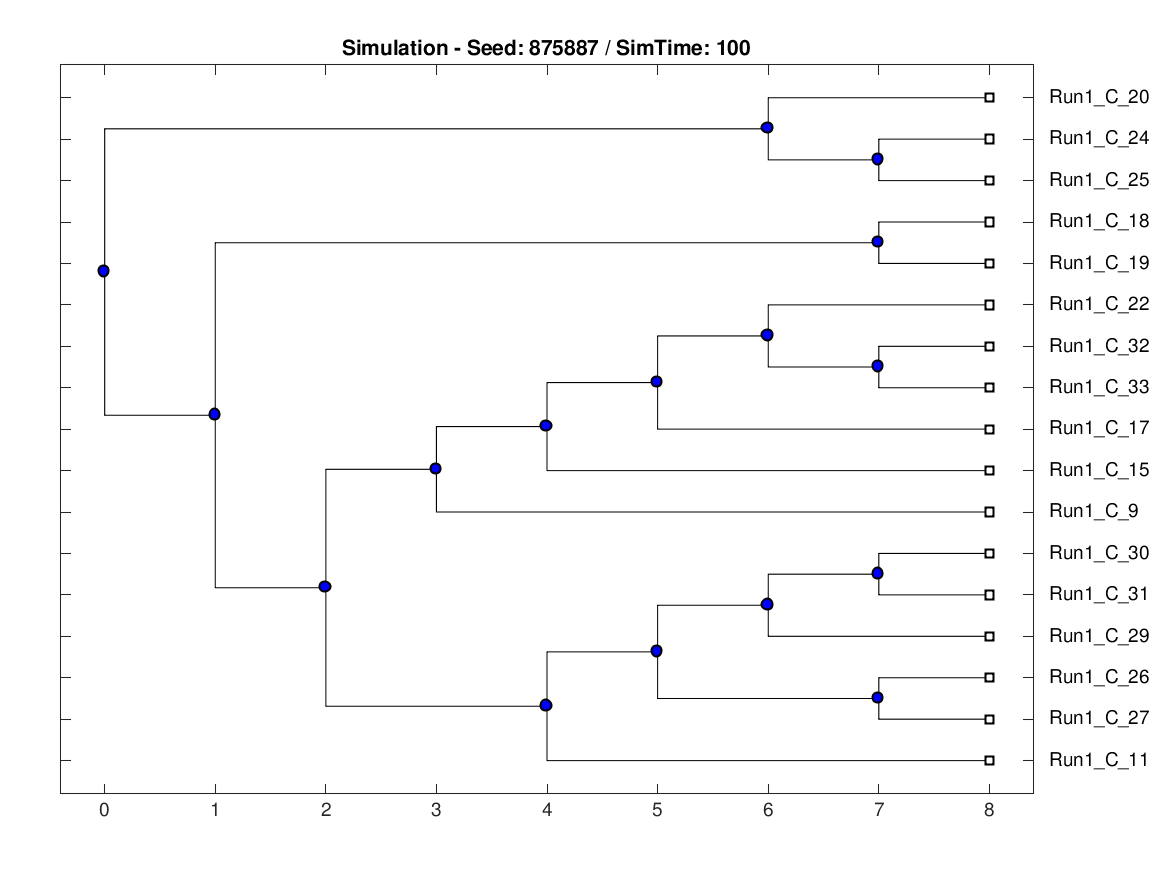 Simulation - Seed: 875887 / SimTime: 100
Run1_C_20
Run1_C_24
Run1_C_25
Run1_C_18
Run1_C_19
Run1_C_22
Run1_C_32
Run1_C_33
Run1_C_17
Run1_C_15
Run1_C_9
Run1_C_30
Run1_C_31
Run1_C_29
Run1_C_26
Run1_C_27
Run1_C_11
0 1 2 3 4 5 6 7 8